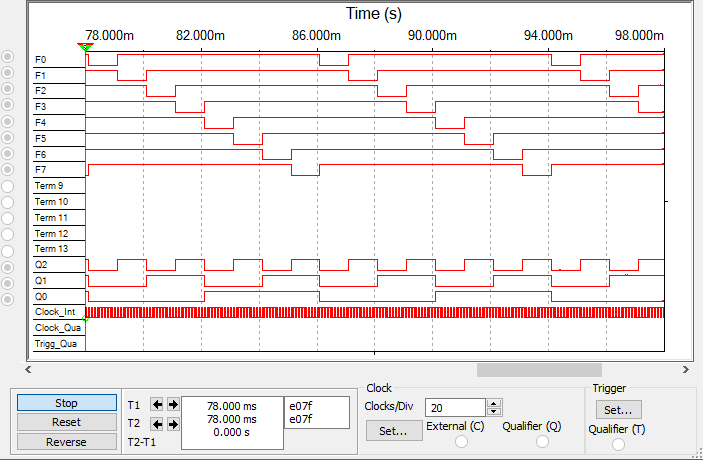 Time (s)
78.000m 82.000m 86.000m 90.000m 94.000m 98.000m
F0
F1
F2
F3
F4
F5
F6
F7
Term 9
Term 10
Term 11
Term 12
Term 13
Q2
Q1
Q0
Clock_Int
Clock_Qua
Trigg_Qua
Stop
Reset
Reverse
T1
T2
T2-T1
78.000 ms
78.000 ms
0.000 s
e07f
e07f
Clock
Clocks/Div 20
Set... External (C) Qualifier (Q)
Trigger
Set...
Qualifier (T)